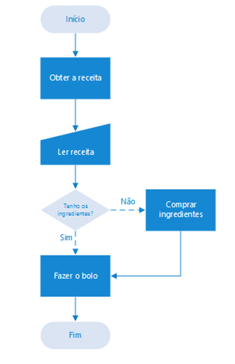 Início
Obter a receita
Ler receita
Tenho os
ingredientes?
Não
Comprar
ingredientes
Sim
Fazer o bolo
Fim